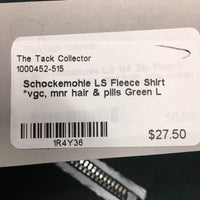 The Tack Collector
1000452-515
Schockemohle LS Fleece Shirt
*vgc, mnr hair & pills Green L
1R4Y36
$27.50